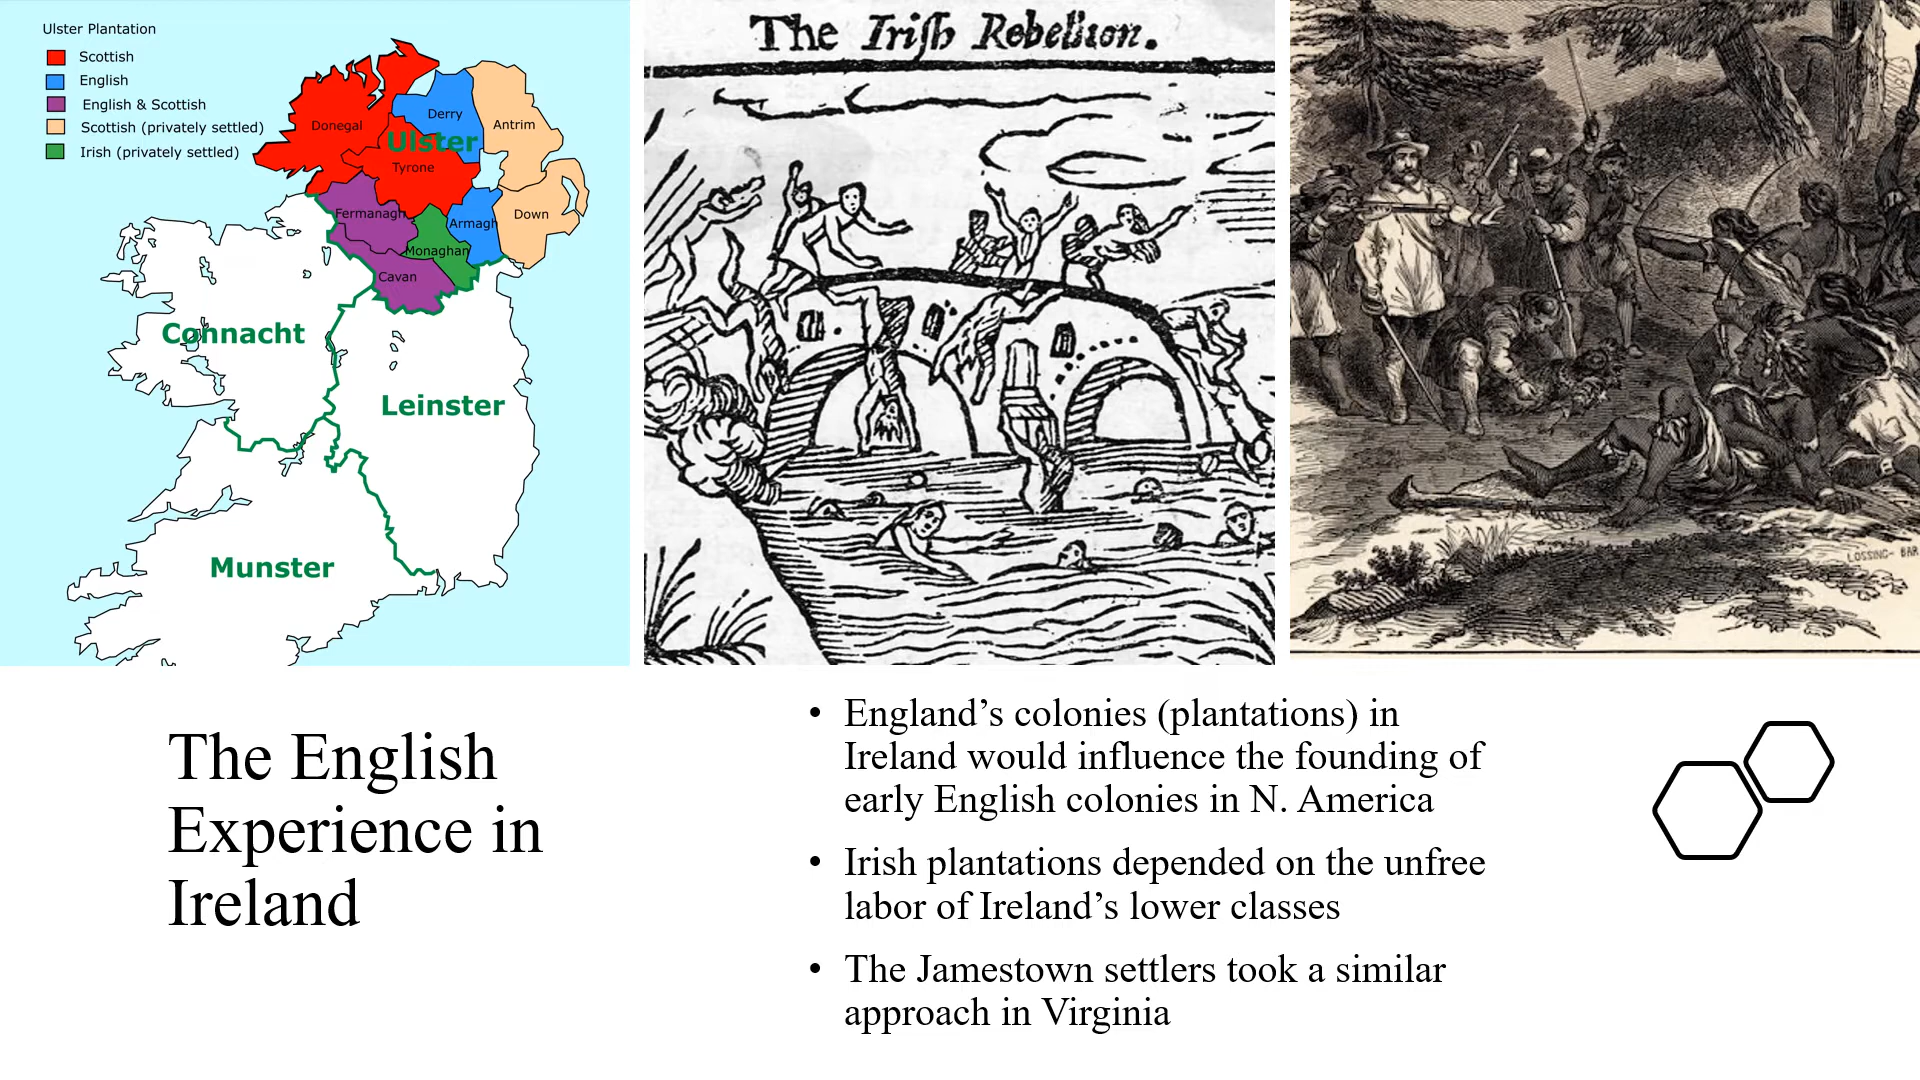 Ulster Plantation
Scottish
English
English & Scottish
Scottish (privately settled)
Irish (privately settled)
Donegal
Derry
Antrim
Ulster
Tyrone
Fermanagh
Armagh
Down
Monaghan
Cavan
Connacht
Leinster
Munster
The Iriſh Rebellion.
LOSSING-BAR
The English
Experience in
Ireland
• England’s colonies (plantations) in
Ireland would influence the founding of
early English colonies in N. America
• Irish plantations depended on the unfree
labor of Ireland’s lower classes
• The Jamestown settlers took a similar
approach in Virginia